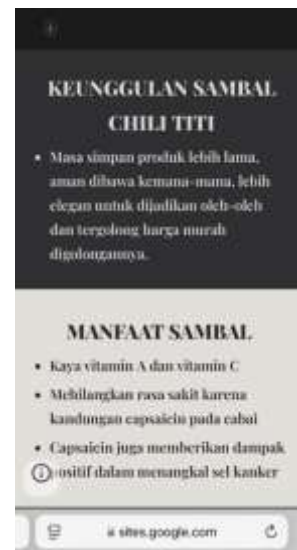 KEUNGGULAN SAMBAL
CHILI TITI
• Masa simpan produk lebih lama,
aman dibawa kemana-mana, lebih
elegan untuk dijadikan oleh-oleh
dan tergolong harga murah
digolongannya.
MANFAAT SAMBAL
• Kaya vitamin A dan vitamin C
• Mehilangkan rasa sakit karena
kandungan capsaicin pada cabai
• Capsaicin juga memberikan dampak
ositif dalam menangkal sel kanker
sites.google.com